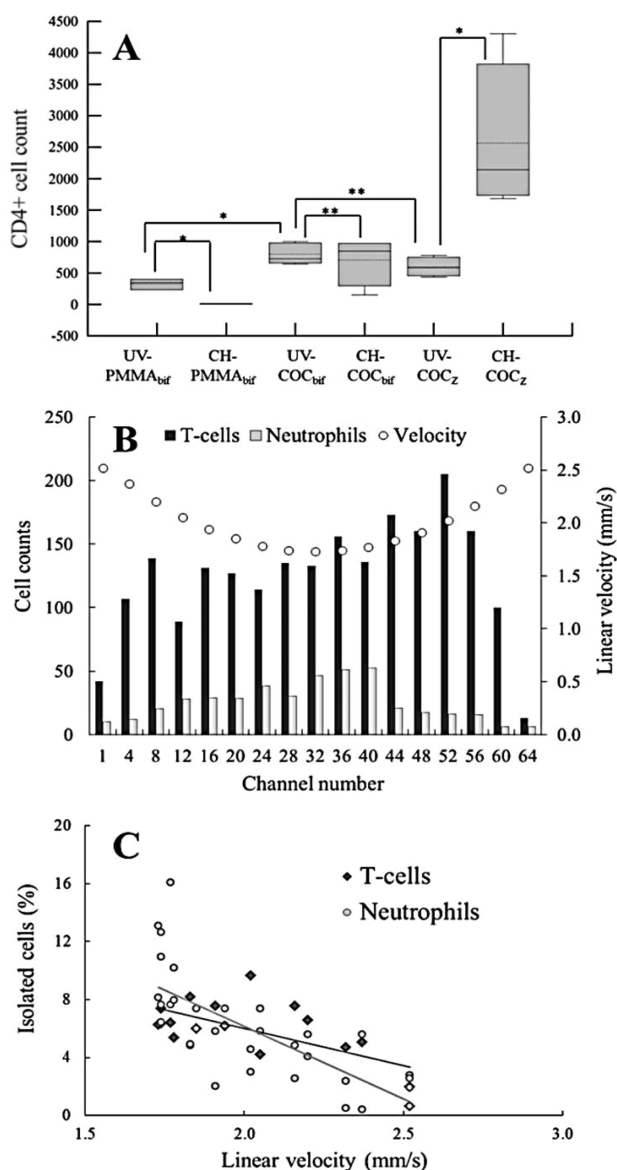 A
CD4+ cell count
4500
4000
3500
3000
2500
2000
1500
1000
500
0
-500
*
*
*
**
**
*
UV-PMMAbif
CH-PMMAbif
UV-COCbif
CH-COCbif
UV-COCZ
CH-COCZ
B
T-cells
Neutrophils
Velocity
Cell counts
250
200
150
100
50
0
3.0
2.5
2.0
1.5
1.0
0.5
0.0
Linear velocity (mm/s)
1 4 8 12 16 20 24 28 32 36 40 44 48 52 56 60 64
Channel number
C
T-cells
Neutrophils
Isolated cells (%)
20
16
12
8
4
0
1.5 2.0 2.5 3.0
Linear velocity (mm/s)